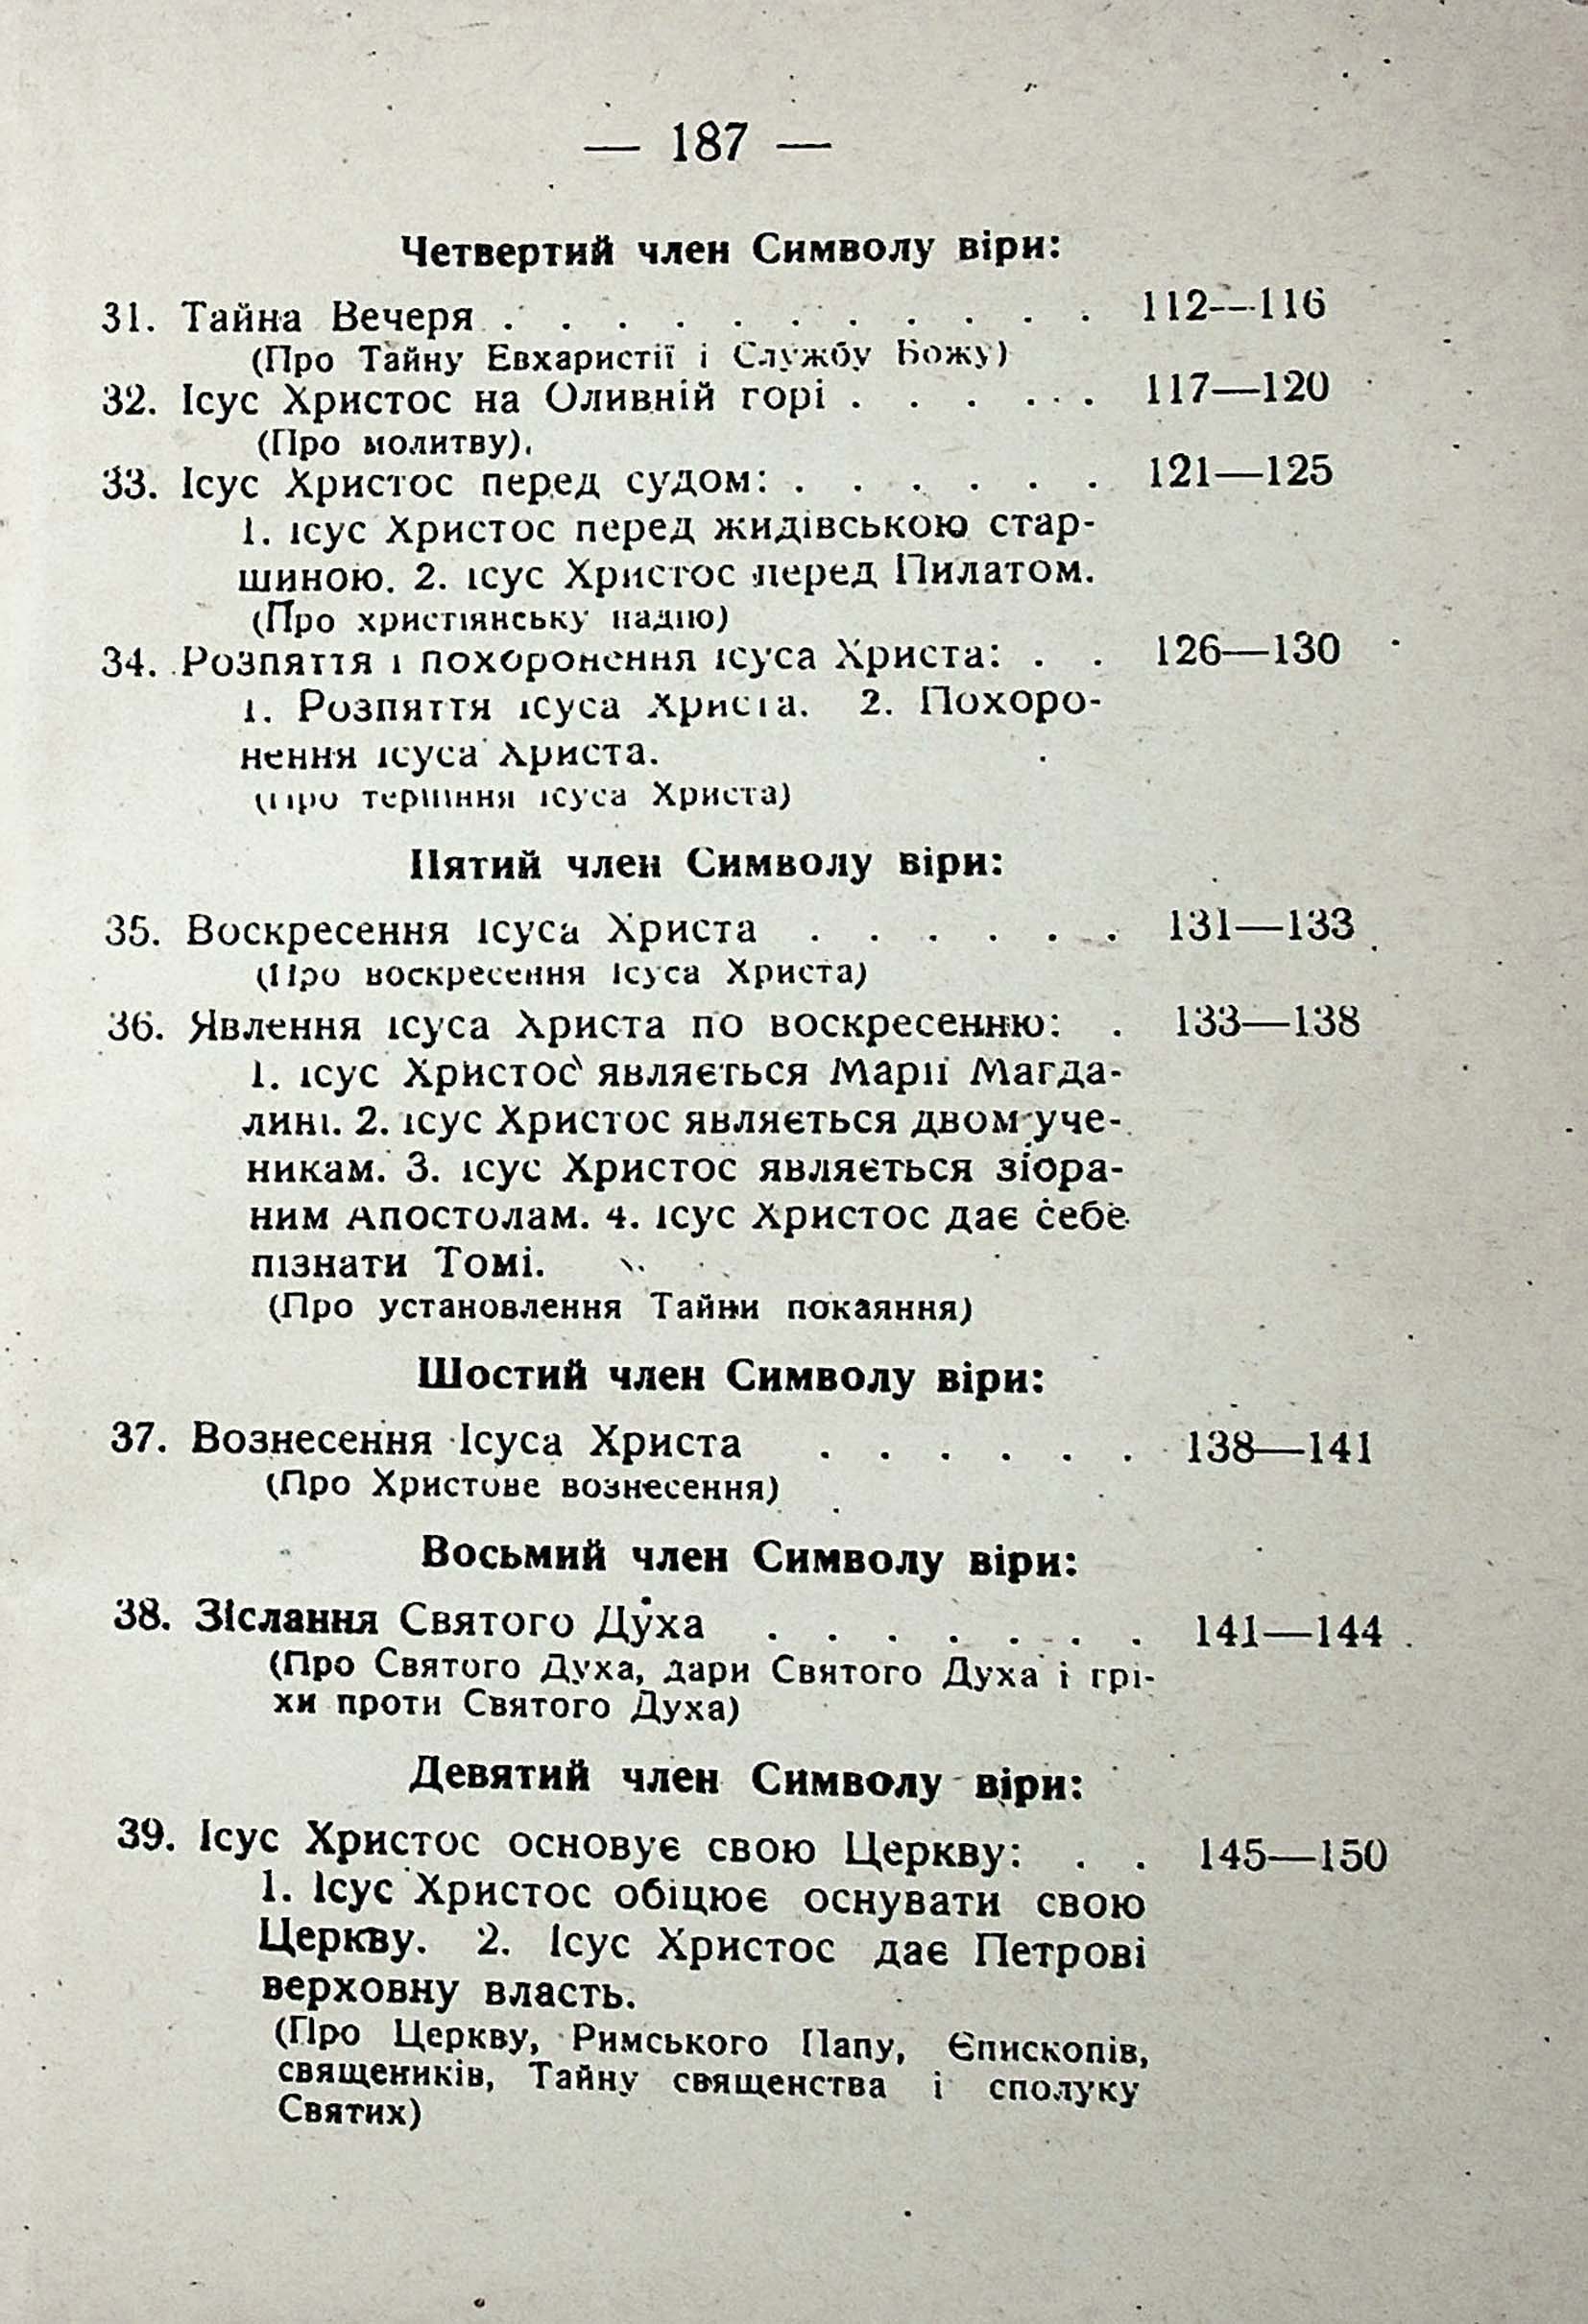 — 187 —
Четвертий член Символу віри:
31. Тайна Вечеря . . . . . . . . . . . 112—116
(Про Тайну Евхаристії і Службу Божу)
32. Ісус Христос на Оливній горі . . . . . . 117—120
(Про молитву).
33. Ісус Христос перед судом: . . . . . . 121—125
1. Ісус Христос перед жидівською стар-
шиною. 2. Ісус Христос перед Пилатом.
(Про християнську надію)
34. Розпяття і похоронення Ісуса Христа: . . 126—130
1. Розпяття Ісуса Христа. 2. Похоро-
нення Ісуса Христа.
(Про терпіння Ісуса Христа)
Пятий член Символу віри:
35. Воскресення Ісуса Христа . . . . . . 131—133
(Про воскресення Ісуса Христа)
36. Явлення Ісуса Христа по воскресенню: . 133—138
1. Ісус Христос являється Марії Магда-
лині. 2. Ісус Христос являється двом уче-
никам. 3. Ісус Христос являється зібра-
ним Апостолам. 4. Ісус Христос дає себе
пізнати Томі.
(Про установлення Тайни покаяння)
Шостий член Символу віри:
37. Вознесення Ісуса Христа . . . . . . 138—141
(Про Христове вознесення)
Восьмий член Символу віри:
38. Зіслання Святого Духа . . . . . . . 141—144
(Про Святого Духа, дари Святого Духа і грі-
хи проти Святого Духа)
Девятий член Символу віри:
39. Ісус Христос основує свою Церкву: . . 145—150
1. Ісус Христос обіцює оснувати свою
Церкву. 2. Ісус Христос дає Петрові
верховну власть.
(Про Церкву, Римського Папу, Єпископів,
священиків, Тайну священства і сполуку
Святих)